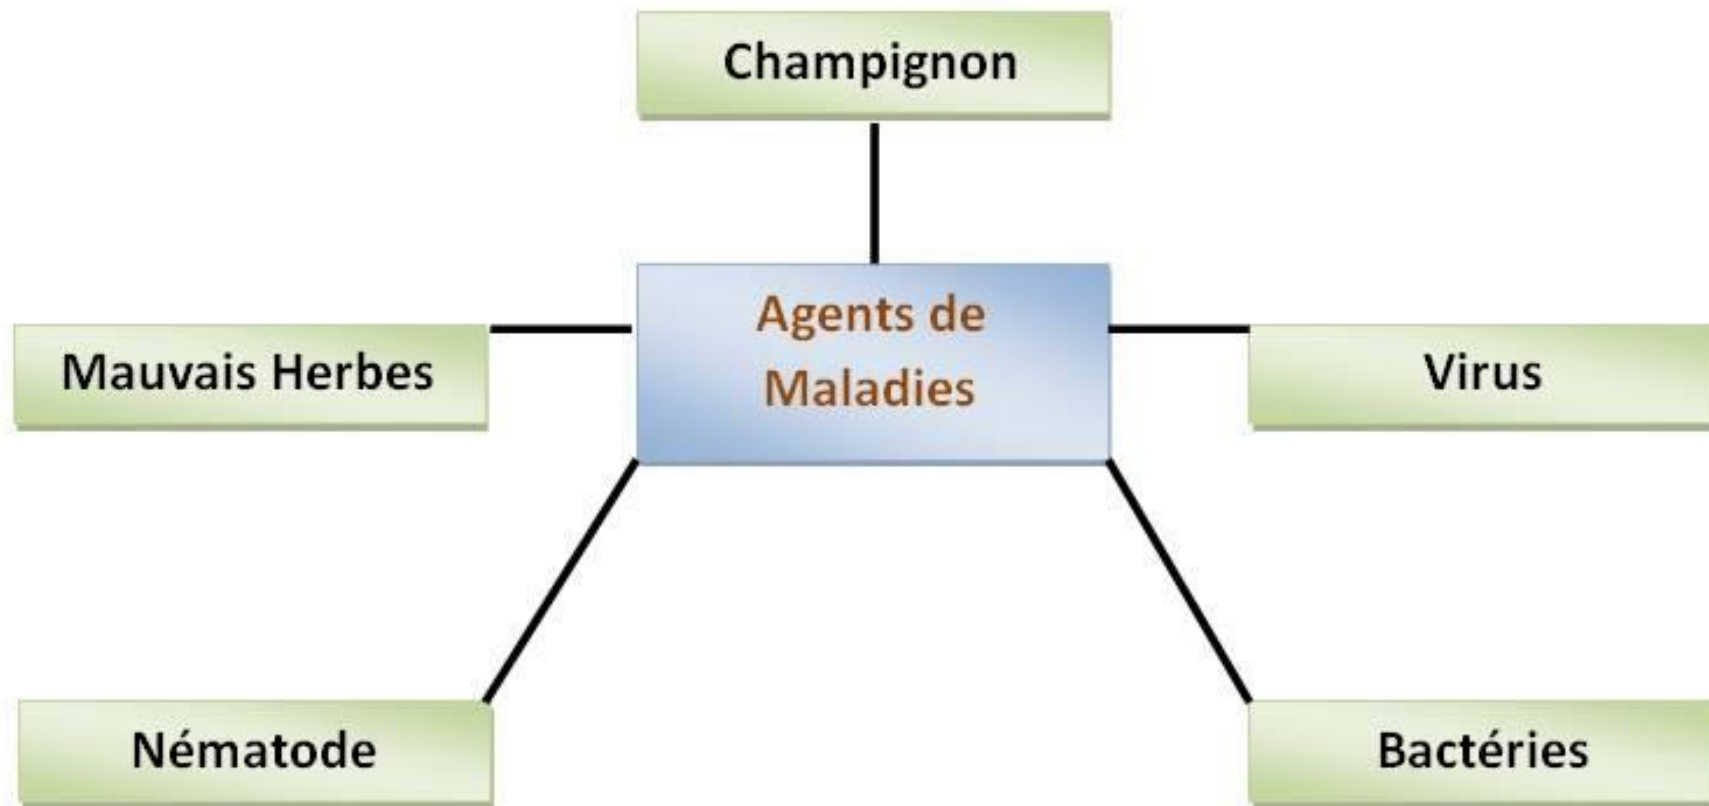 Champignon
Agents de
Maladies
Mauvais Herbes
Virus
Nématode
Bactéries